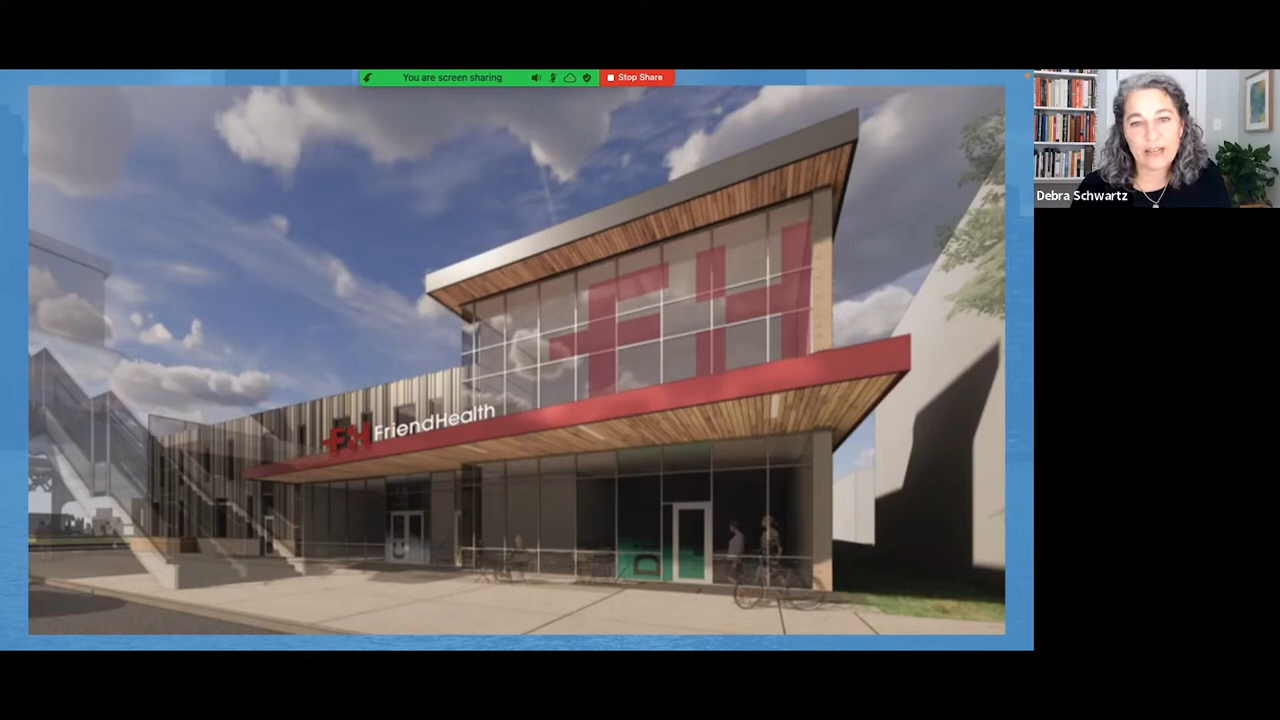 You are screen sharing
Stop Share
Debra Schwartz
FH
FH FriendHealth